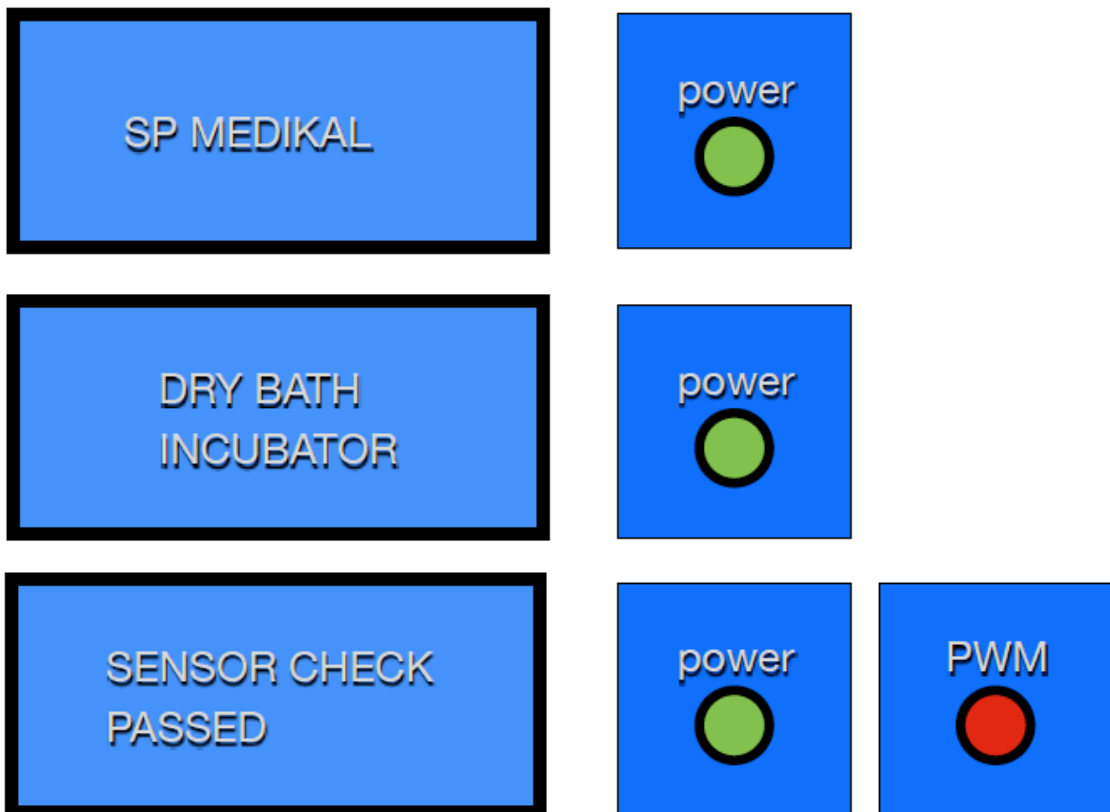 SP MEDIKAL
power
DRY BATH
INCUBATOR
power
SENSOR CHECK
PASSED
power
PWM